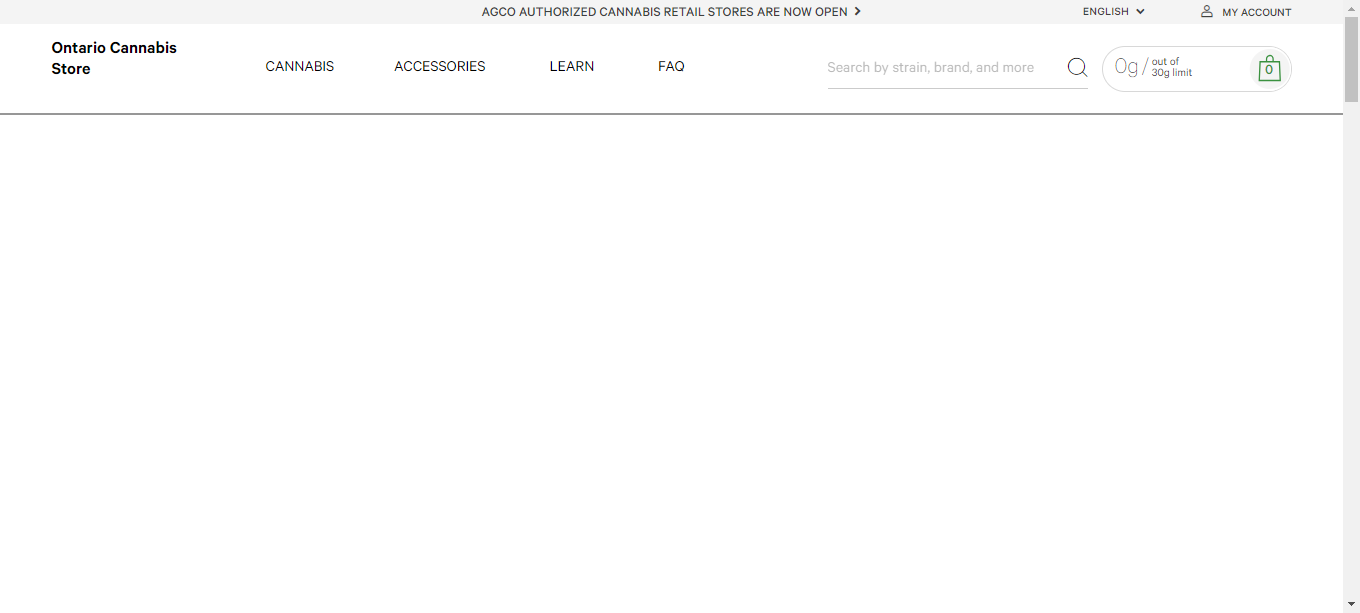 AGCO AUTHORIZED CANNABIS RETAIL STORES ARE NOW OPEN
ENGLISH
MY ACCOUNT
Ontario Cannabis
Store
CANNABIS
ACCESSORIES
LEARN
FAQ
Search by strain, brand, and more
0g / out of
30g limit
0